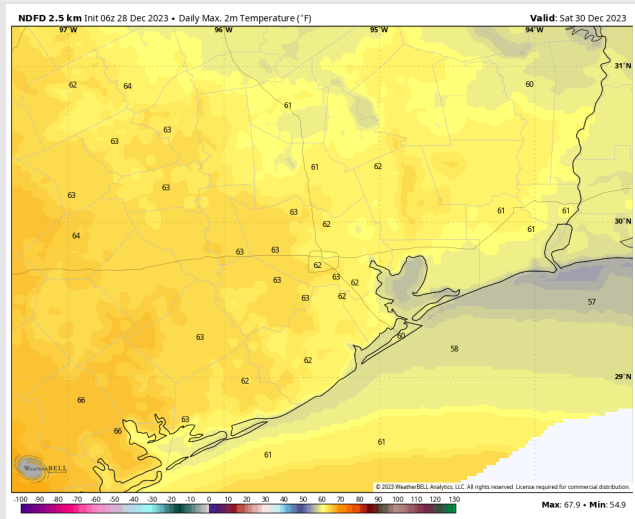 NDFD 2.5 km Init 06z 28 Dec 2023 • Daily Max. 2m Temperature (°F) Valid: Sat 30 Dec 2023
97°W 96°W 95°W 94°W
31°N
62 64 60
61
63
63
61 62
63 63
63 61 61
62 61 30°N
64
63 63
62
63 63 62
63 62
60 57
63 58
62
62 29°N
66
63
66 61
61
WEATHERBELL
© 2023 WeatherBELL Analytics, LLC. All rights reserved. License required for commercial distribution.
-100 -90 -80 -70 -60 -50 -40 -30 -20 -10 0 10 20 30 40 50 60 70 80 90 100 110 120 130
Max: 67.9 • Min: 54.9